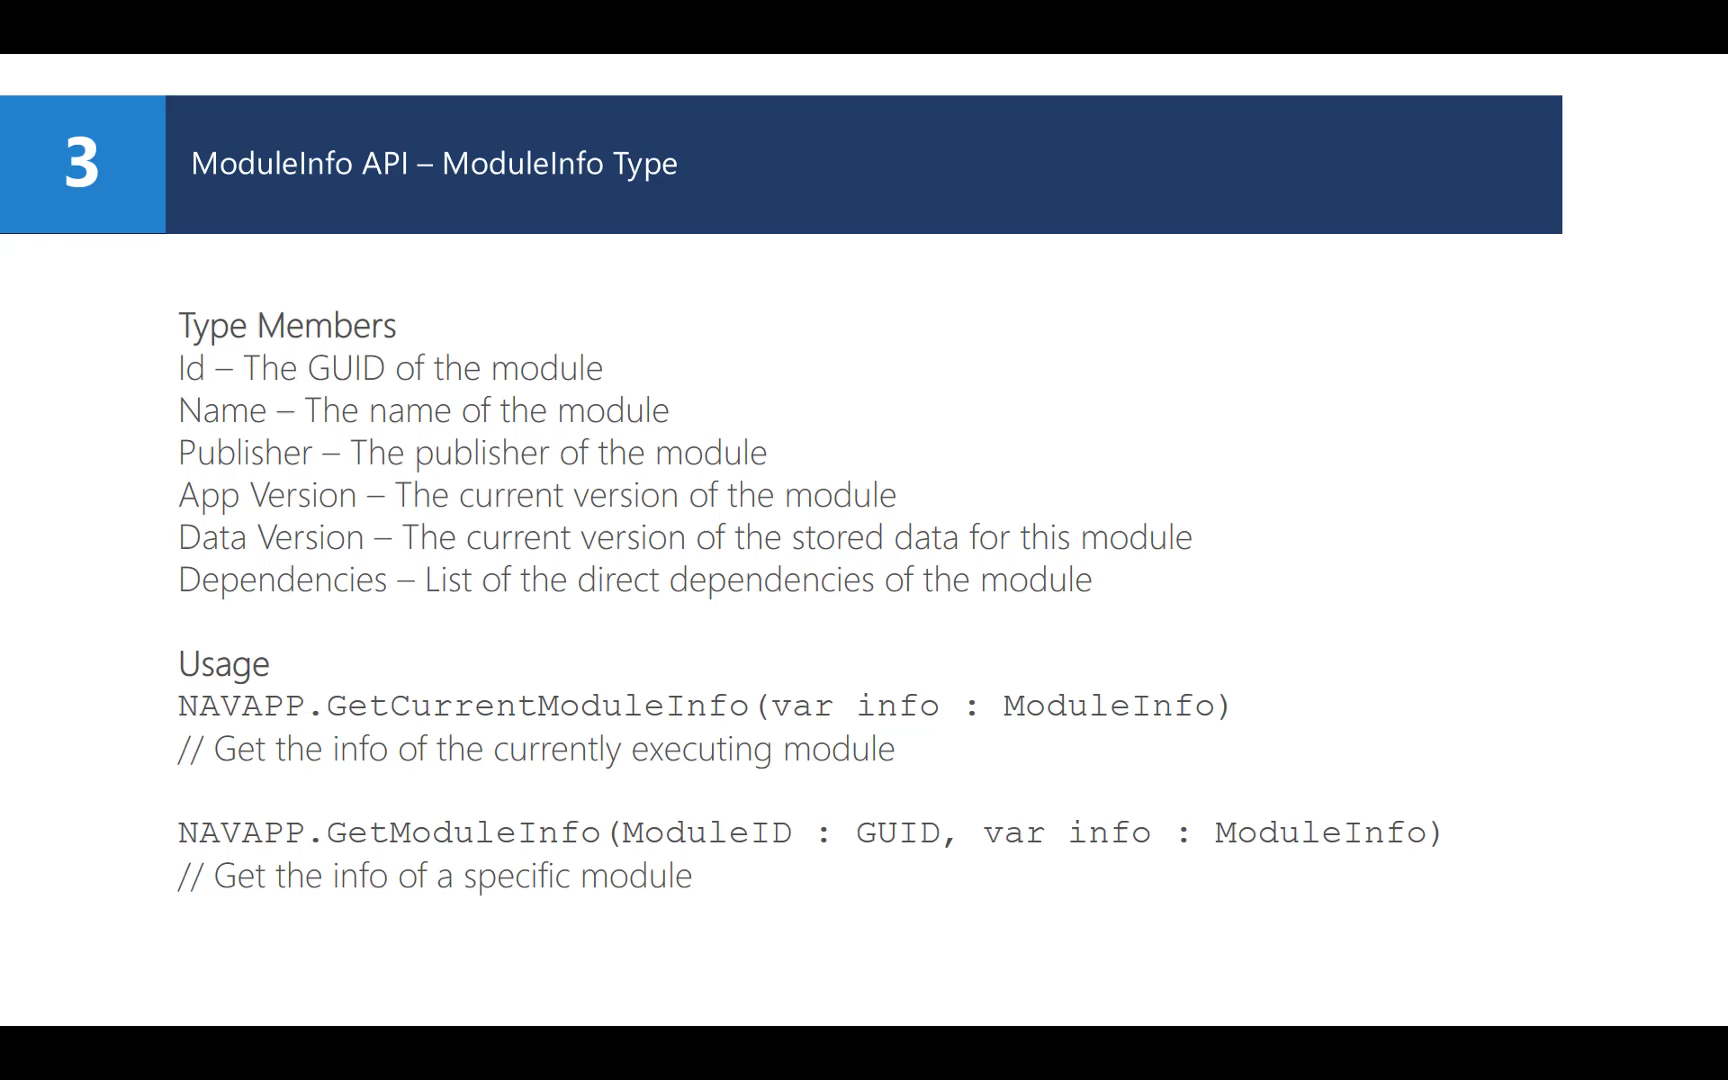 3
ModuleInfo API – ModuleInfo Type
Type Members
Id – The GUID of the module
Name – The name of the module
Publisher – The publisher of the module
App Version – The current version of the module
Data Version – The current version of the stored data for this module
Dependencies – List of the direct dependencies of the module
Usage
NAVAPP.GetCurrentModuleInfo(var info : ModuleInfo)
// Get the info of the currently executing module
NAVAPP.GetModuleInfo(ModuleID : GUID, var info : ModuleInfo)
// Get the info of a specific module